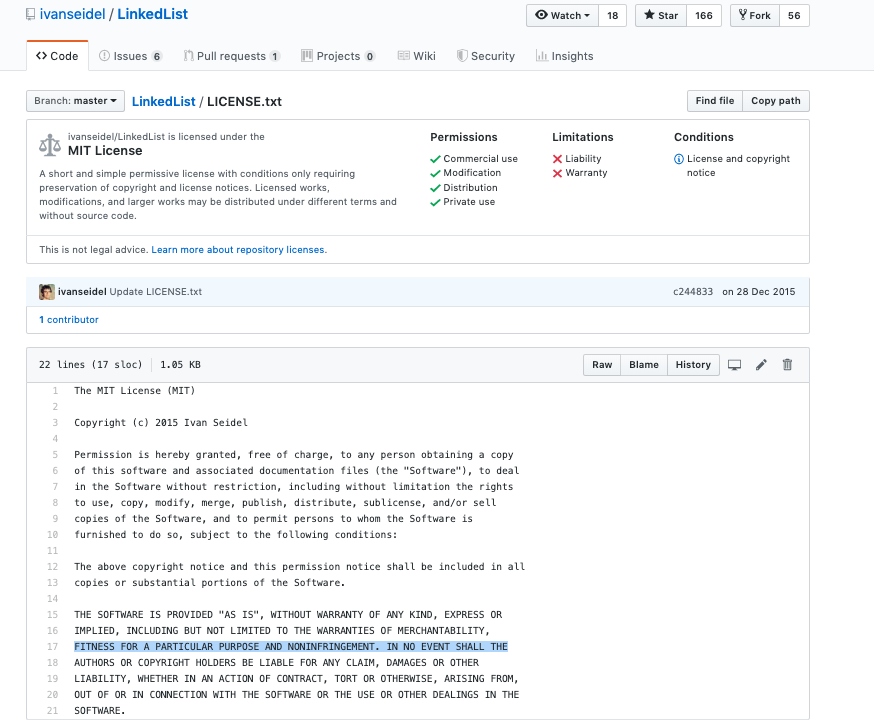 ivanseidel / LinkedList
Watch 18 Star 166 Fork 56
Code Issues 6 Pull requests 1 Projects 0 Wiki Security Insights
Branch: master LinkedList / LICENSE.txt Find file Copy path
ivanseidel/LinkedList is licensed under the
MIT License
A short and simple permissive license with conditions only requiring
preservation of copyright and license notices. Licensed works,
modifications, and larger works may be distributed under different terms and
without source code.
Permissions
Commercial use
Modification
Distribution
Private use
Limitations
Liability
Warranty
Conditions
License and copyright
notice
This is not legal advice. Learn more about repository licenses.
ivanseidel Update LICENSE.txt c244833 on 28 Dec 2015
1 contributor
22 lines (17 sloc) 1.05 KB Raw Blame History
1 The MIT License (MIT)
2
3 Copyright (c) 2015 Ivan Seidel
4
5 Permission is hereby granted, free of charge, to any person obtaining a copy
6 of this software and associated documentation files (the "Software"), to deal
7 in the Software without restriction, including without limitation the rights
8 to use, copy, modify, merge, publish, distribute, sublicense, and/or sell
9 copies of the Software, and to permit persons to whom the Software is
10 furnished to do so, subject to the following conditions:
11
12 The above copyright notice and this permission notice shall be included in all
13 copies or substantial portions of the Software.
14
15 THE SOFTWARE IS PROVIDED "AS IS", WITHOUT WARRANTY OF ANY KIND, EXPRESS OR
16 IMPLIED, INCLUDING BUT NOT LIMITED TO THE WARRANTIES OF MERCHANTABILITY,
17 FITNESS FOR A PARTICULAR PURPOSE AND NONINFRINGEMENT. IN NO EVENT SHALL THE
18 AUTHORS OR COPYRIGHT HOLDERS BE LIABLE FOR ANY CLAIM, DAMAGES OR OTHER
19 LIABILITY, WHETHER IN AN ACTION OF CONTRACT, TORT OR OTHERWISE, ARISING FROM,
20 OUT OF OR IN CONNECTION WITH THE SOFTWARE OR THE USE OR OTHER DEALINGS IN THE
21 SOFTWARE.